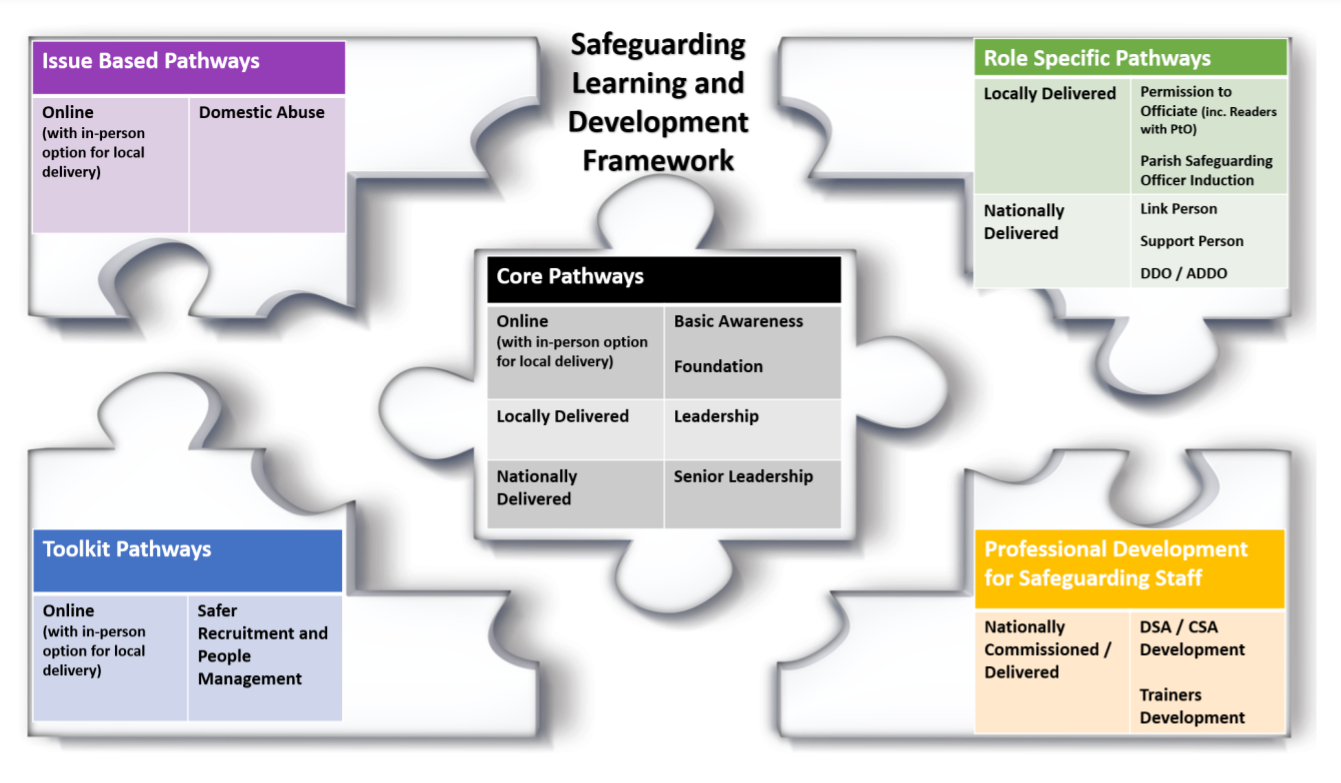 Safeguarding
Learning and
Development
Framework
Issue Based Pathways
Online
(with in-person
option for local
delivery)
Domestic Abuse
Role Specific Pathways
Locally Delivered
Permission to
Officiate (inc. Readers
with PtO)
Parish Safeguarding
Officer Induction
Nationally
Delivered
Link Person
Support Person
DDO / ADDO
Core Pathways
Online
(with in-person option
for local delivery)
Basic Awareness
Foundation
Locally Delivered
Leadership
Nationally
Delivered
Senior Leadership
Toolkit Pathways
Online
(with in-person
option for local
delivery)
Safer
Recruitment and
People
Management
Professional Development
for Safeguarding Staff
Nationally
Commissioned /
Delivered
DSA / CSA
Development
Trainers
Development